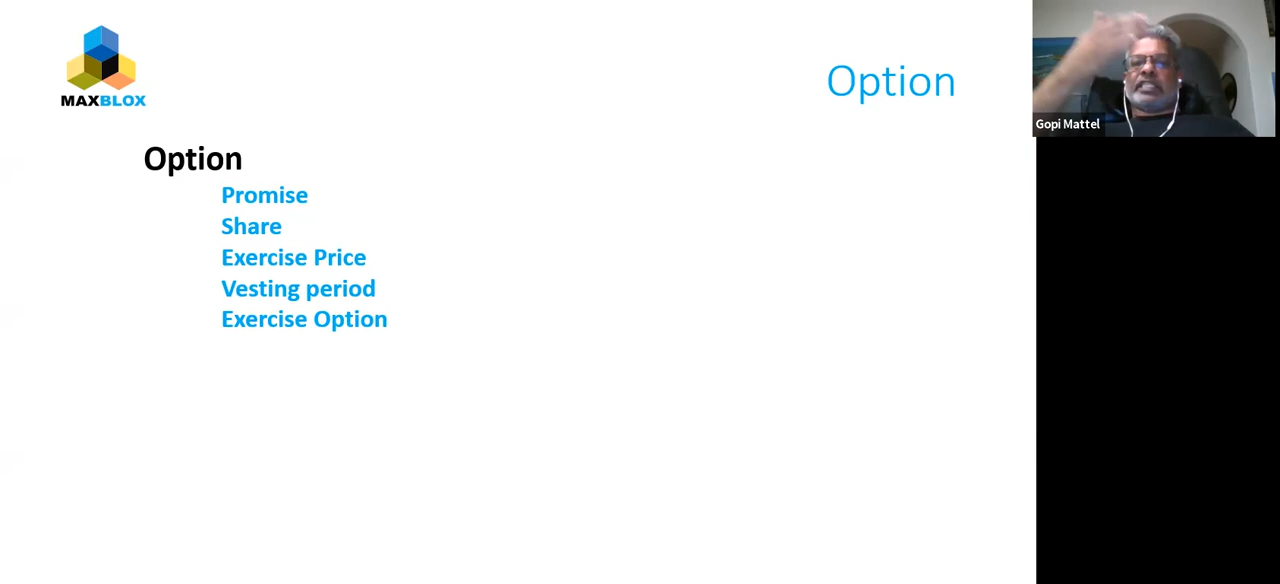 MAXBLOX
Option
Gopi Mattel
Option
Promise
Share
Exercise Price
Vesting period
Exercise Option